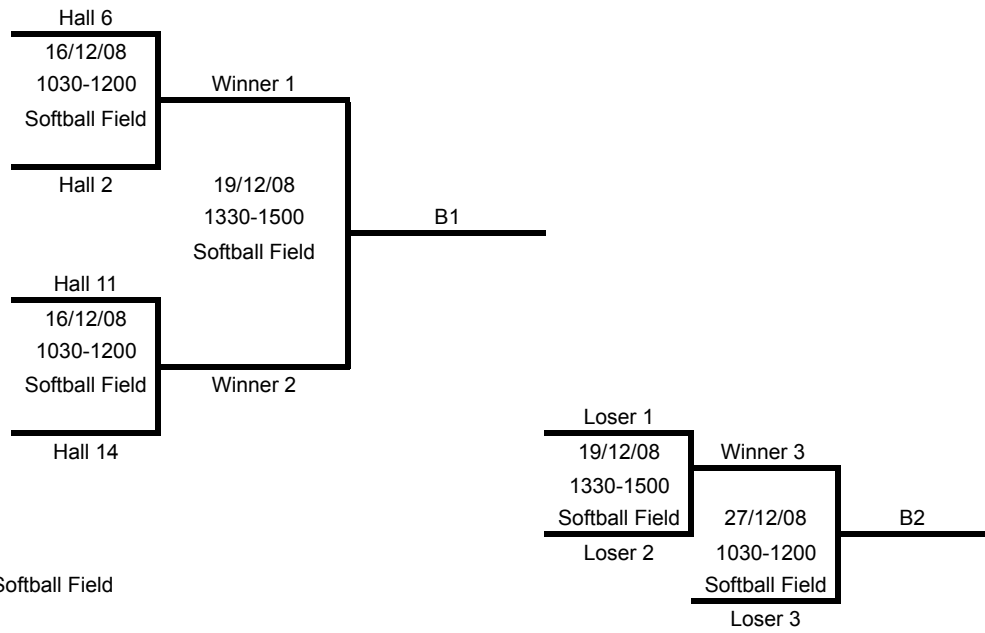 Hall 6
16/12/08
1030-1200
Softball Field
Winner 1
Hall 2
19/12/08
1330-1500
Softball Field
B1
Hall 11
16/12/08
1030-1200
Softball Field
Winner 2
Hall 14
Loser 1
19/12/08
1330-1500
Softball Field
Winner 3
Loser 2
27/12/08
1030-1200
Softball Field
B2
Loser 3
Softball Field